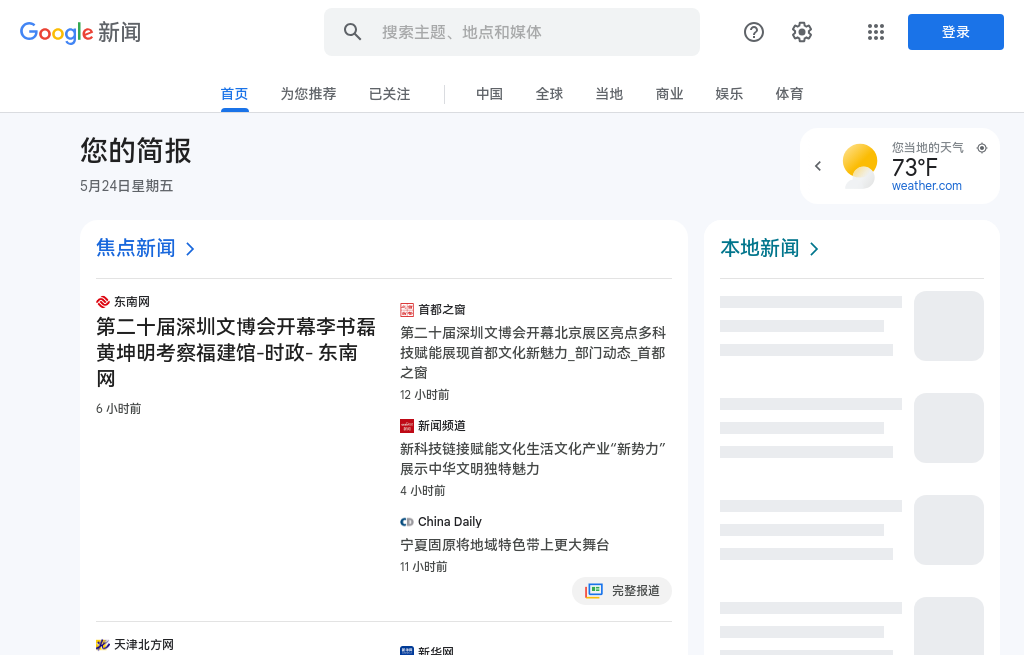 Google 新闻
搜索主题、地点和媒体
登录
首页
为您推荐
已关注
中国
全球
当地
商业
娱乐
体育
您的简报
5月24日星期五
您当地的天气
73°F
weather.com
焦点新闻
东南网
第二十届深圳文博会开幕李书磊
黄坤明考察福建馆-时政- 东南
网
6 小时前
首都之窗
第二十届深圳文博会开幕北京展区亮点多科
技赋能展现首都文化新魅力_部门动态_首都
之窗
12 小时前
新闻频道
新科技链接赋能文化生活文化产业“新势力”
展示中华文明独特魅力
4 小时前
China Daily
宁夏固原将地域特色带上更大舞台
11 小时前
完整报道
天津北方网
新华网
本地新闻